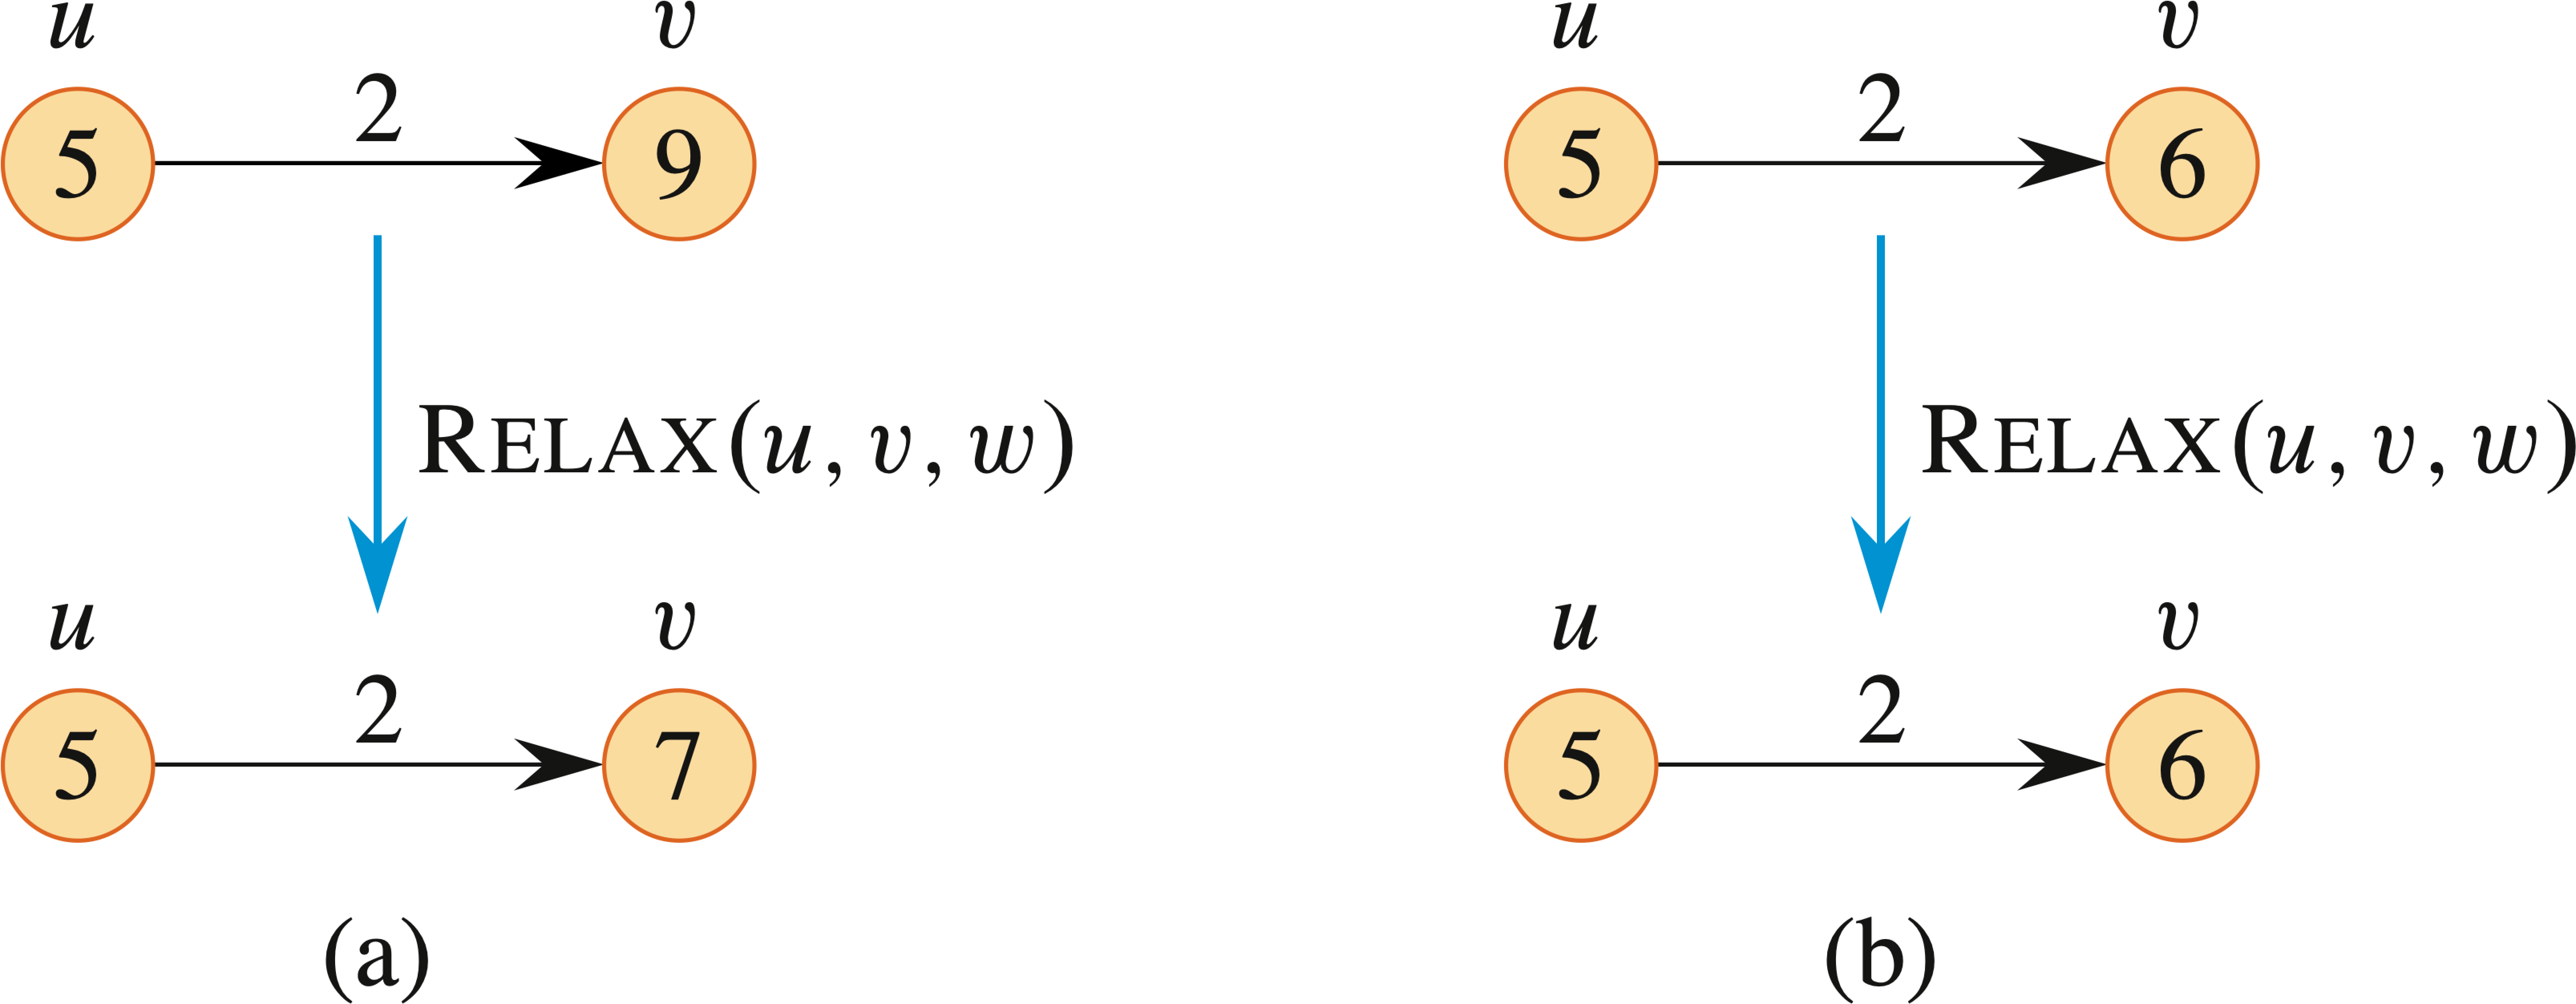 u v u v
2 2
5 9 5 6
RELAX(u, v, w) RELAX(u, v, w)
u v u v
2 2
5 7 5 6
(a) (b)